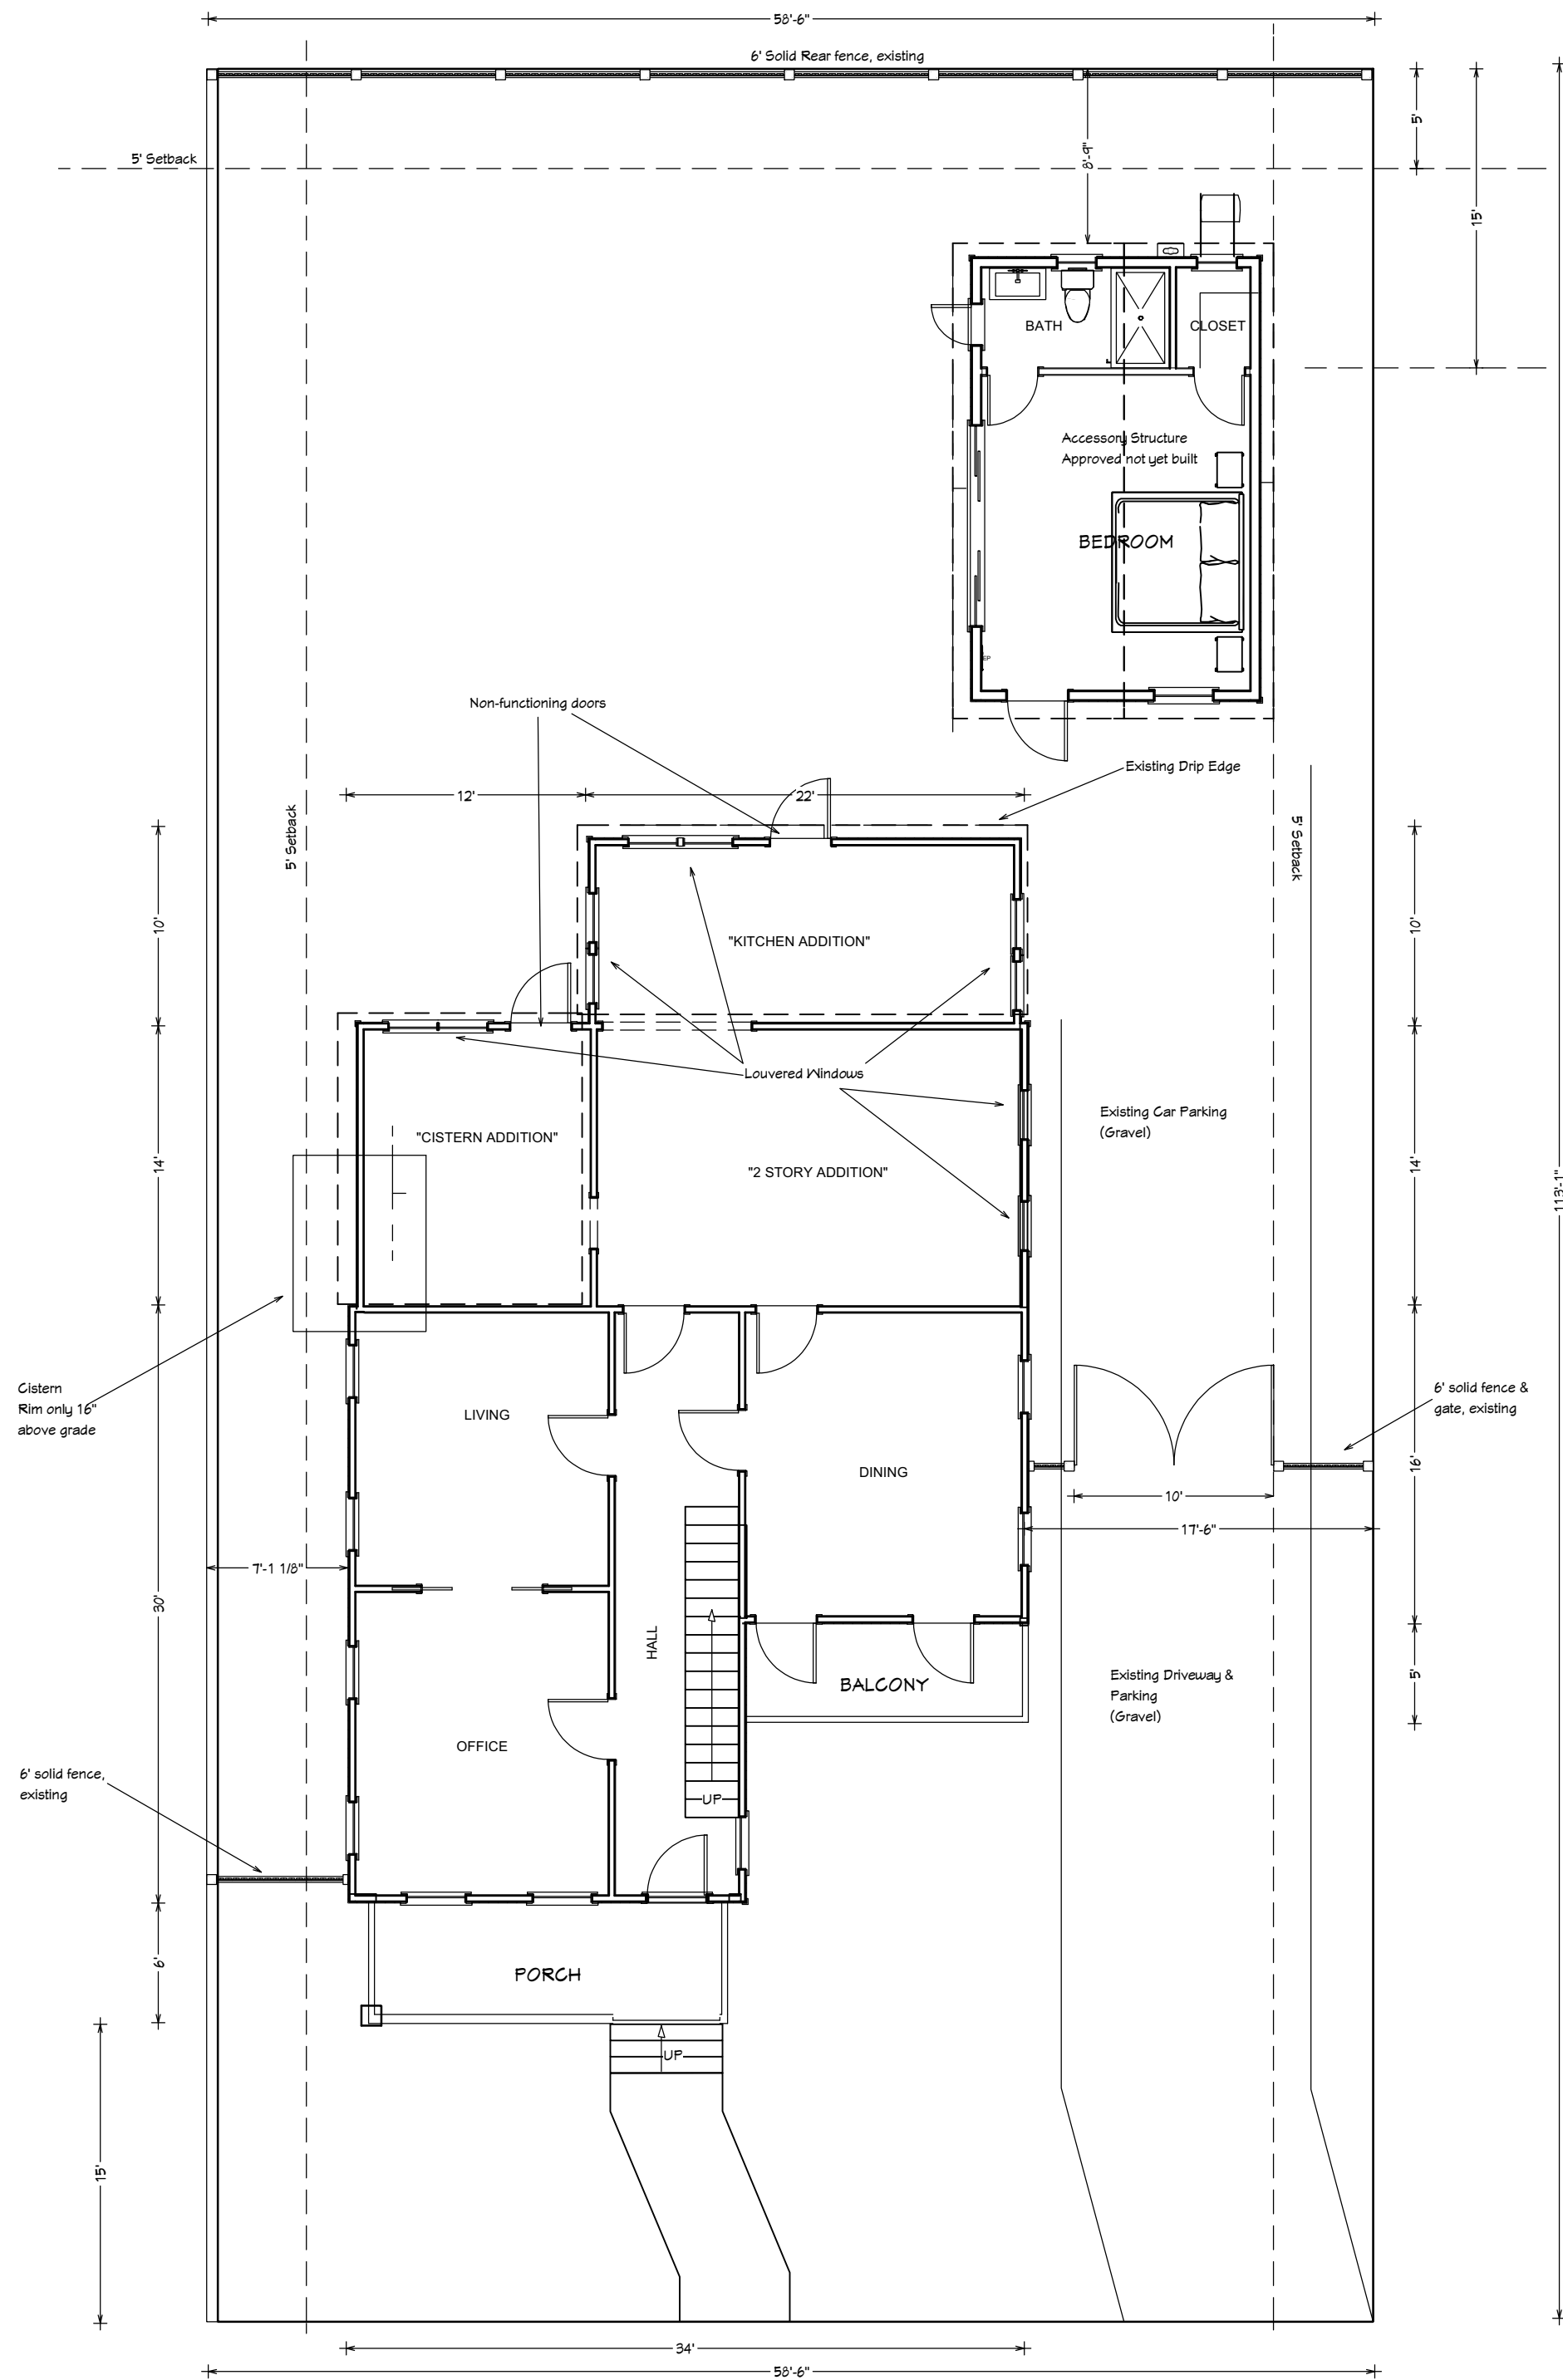 58'-6"
6' Solid Rear fence, existing
5'
15'
5' Setback
8'-9"
BATH
CLOSET
Accessory Structure
Approved not yet built
BEDROOM
EP
Non-functioning doors
Existing Drip Edge
12'
22'
5' Setback
5' Setback
10'
10'
"KITCHEN ADDITION"
Louvered Windows
Existing Car Parking
(Gravel)
"CISTERN ADDITION"
"2 STORY ADDITION"
14'
14'
113'-1"
Cistern
Rim only 16"
above grade
6' solid fence &
gate, existing
LIVING
DINING
16'
10'
17'-6"
7'-1 1/8"
30'
HALL
BALCONY
5'
Existing Driveway &
Parking
(Gravel)
OFFICE
6' solid fence,
existing
UP
6'
PORCH
UP
15'
34'
58'-6"